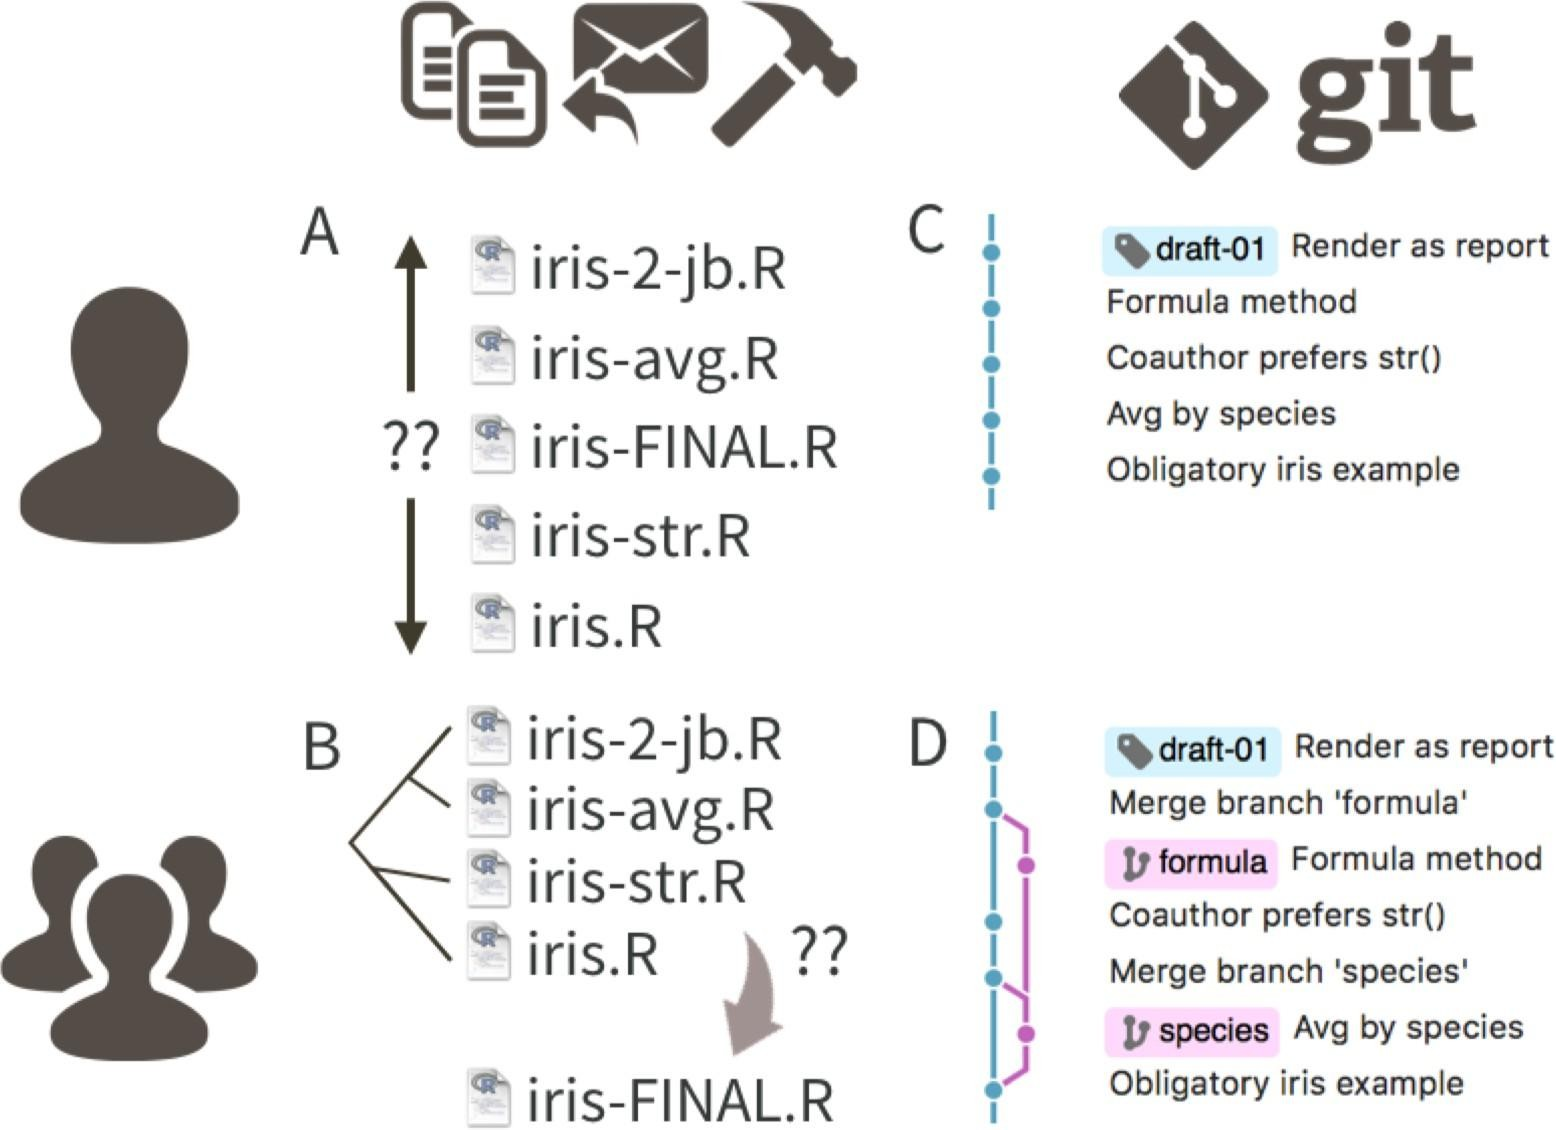 git
A
iris-2-jb.R
iris-avg.R
??
iris-FINAL.R
iris-str.R
iris.R
C
draft-01 Render as report
Formula method
Coauthor prefers str()
Avg by species
Obligatory iris example
B
iris-2-jb.R
iris-avg.R
iris-str.R
iris.R
??
iris-FINAL.R
D
draft-01 Render as report
Merge branch 'formula'
formula Formula method
Coauthor prefers str()
Merge branch 'species'
species Avg by species
Obligatory iris example